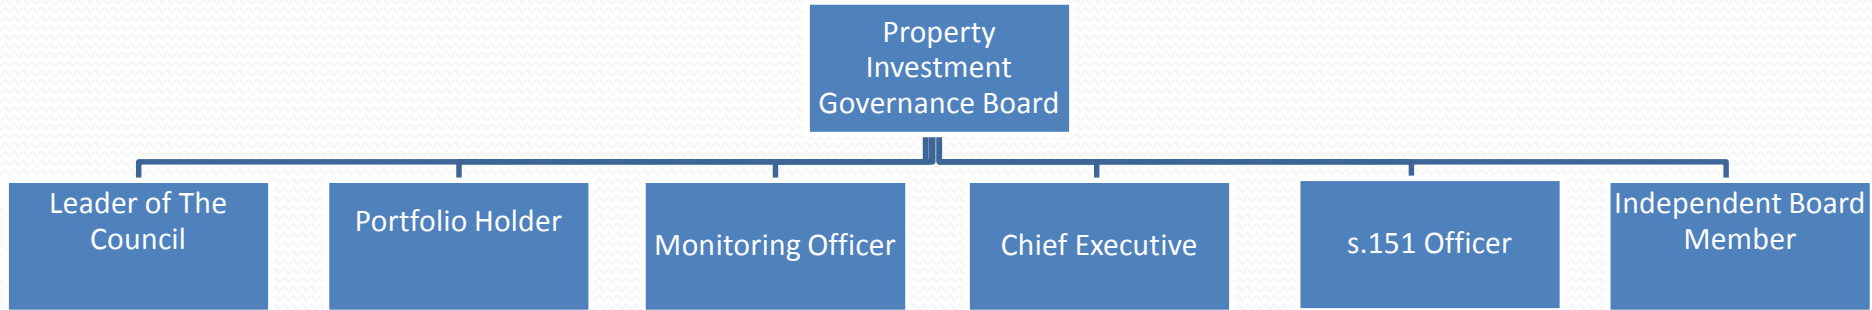 Property
Investment
Governance Board
Leader of The
Council
Portfolio Holder
Monitoring Officer
Chief Executive
s.151 Officer
Independent Board
Member